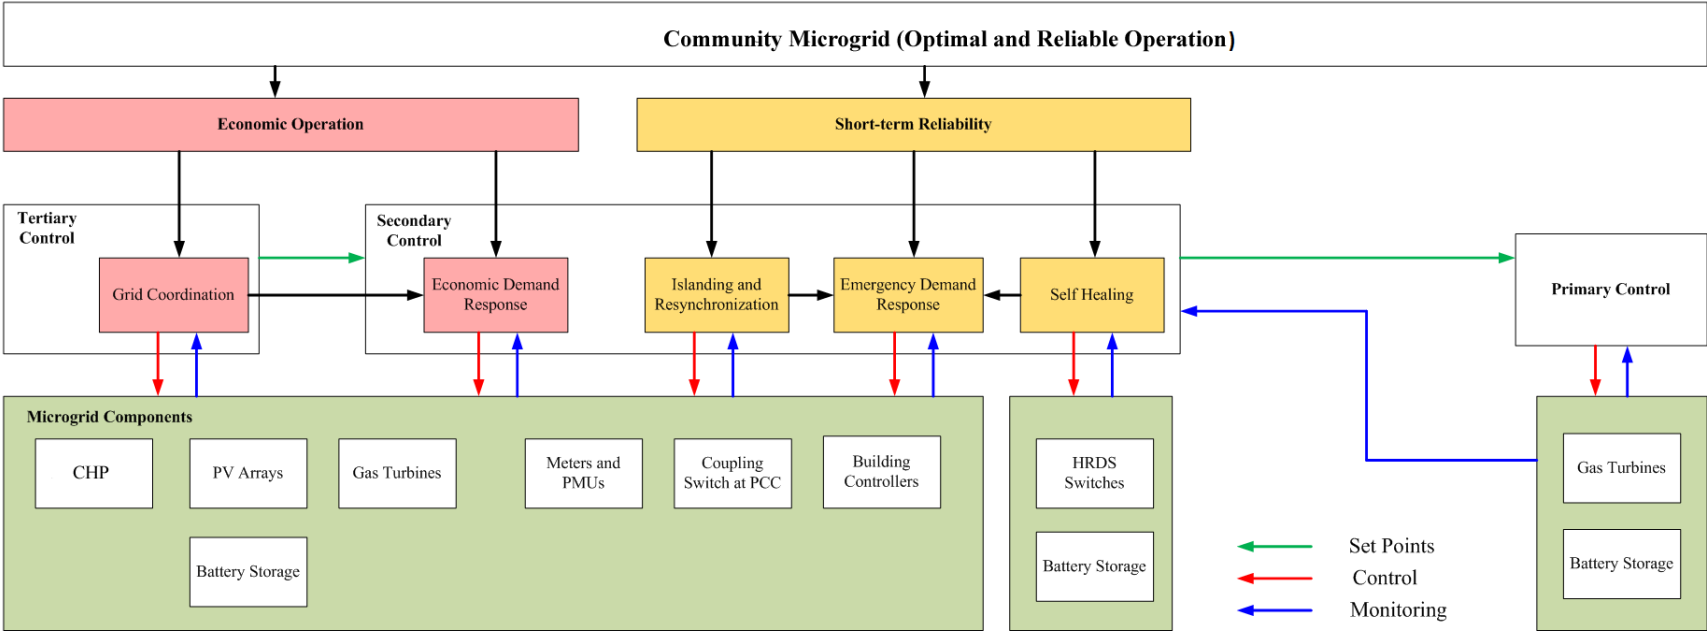 Community Microgrid (Optimal and Reliable Operation)
Economic Operation
Short-term Reliability
Tertiary
Control
Secondary
Control
Grid Coordination
Economic Demand
Response
Islanding and
Resynchronization
Emergency Demand
Response
Self Healing
Primary Control
Microgrid Components
CHP
PV Arrays
Gas Turbines
Meters and
PMUs
Coupling
Switch at PCC
Building
Controllers
Battery Storage
HRDS
Switches
Battery Storage
Gas Turbines
Battery Storage
Set Points
Control
Monitoring